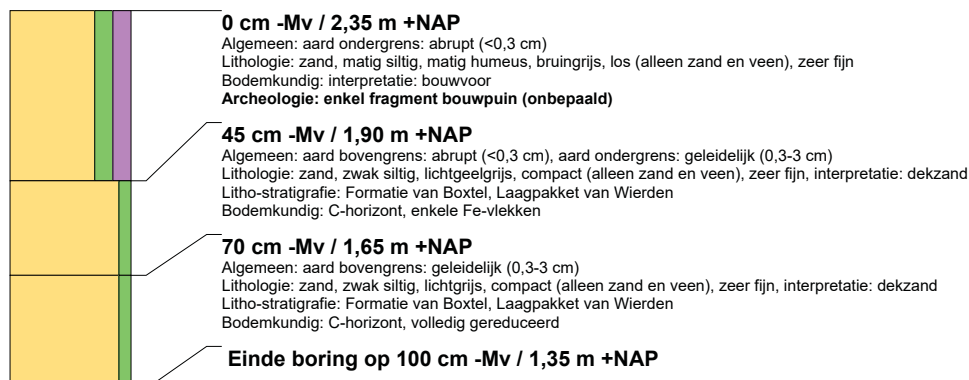 0 cm -Mv / 2,35 m +NAP
Algemeen: aard ondergrens: abrupt (<0,3 cm)
Lithologie: zand, matig siltig, matig humeus, bruingrijs, los (alleen zand en veen), zeer fijn
Bodemkundig: interpretatie: bouwvoor
Archeologie: enkel fragment bouwpuin (onbepaald)
45 cm -Mv / 1,90 m +NAP
Algemeen: aard bovengrens: abrupt (<0,3 cm), aard ondergrens: geleidelijk (0,3-3 cm)
Lithologie: zand, zwak siltig, lichtgeelgrijs, compact (alleen zand en veen), zeer fijn, interpretatie: dekzand
Litho-stratigrafie: Formatie van Boxtel, Laagpakket van Wierden
Bodemkundig: C-horizont, enkele Fe-vlekken
70 cm -Mv / 1,65 m +NAP
Algemeen: aard bovengrens: geleidelijk (0,3-3 cm)
Lithologie: zand, zwak siltig, lichtgrijs, compact (alleen zand en veen), zeer fijn, interpretatie: dekzand
Litho-stratigrafie: Formatie van Boxtel, Laagpakket van Wierden
Bodemkundig: C-horizont, volledig gereduceerd
Einde boring op 100 cm -Mv / 1,35 m +NAP